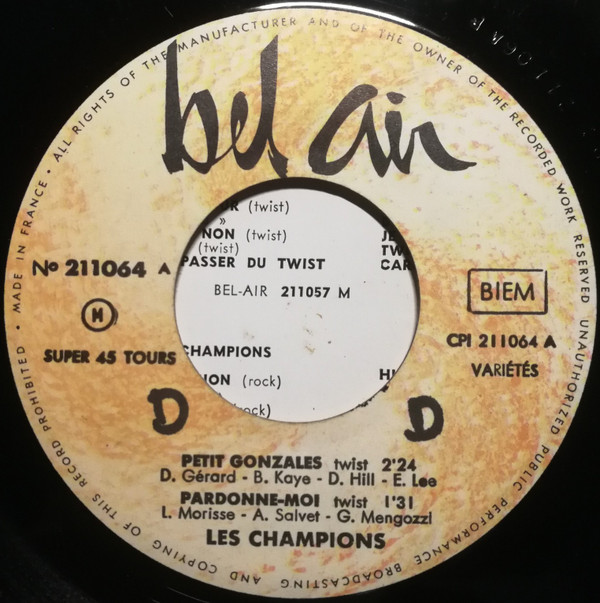 ALL RIGHTS OF THE MANUFACTURER AND OF THE OWNER OF THE RECORDED WORK RESERVED UNAUTHORIZED PUBLIC PERFORMANCE BROADCASTING AND COPYING OF THIS RECORD PROHIBITED • MADE IN FRANCE •
bel air
(twist)
»
NON (twist)
(twist)
PASSER DU TWIST
TW
CAR
BEL-AIR 211057 M
CHAMPIONS
(rock)
No 211064 A
M
SUPER 45 TOURS
BIEM
CPI 211064 A
VARIÉTÉS
D
D
PETIT GONZALES twist 2'24
D. Gérard - B. Kaye - D. Hill - E. Lee
PARDONNE-MOI twist 1'31
L. Morisse - A. Salvet - G. Mengozzi
LES CHAMPIONS